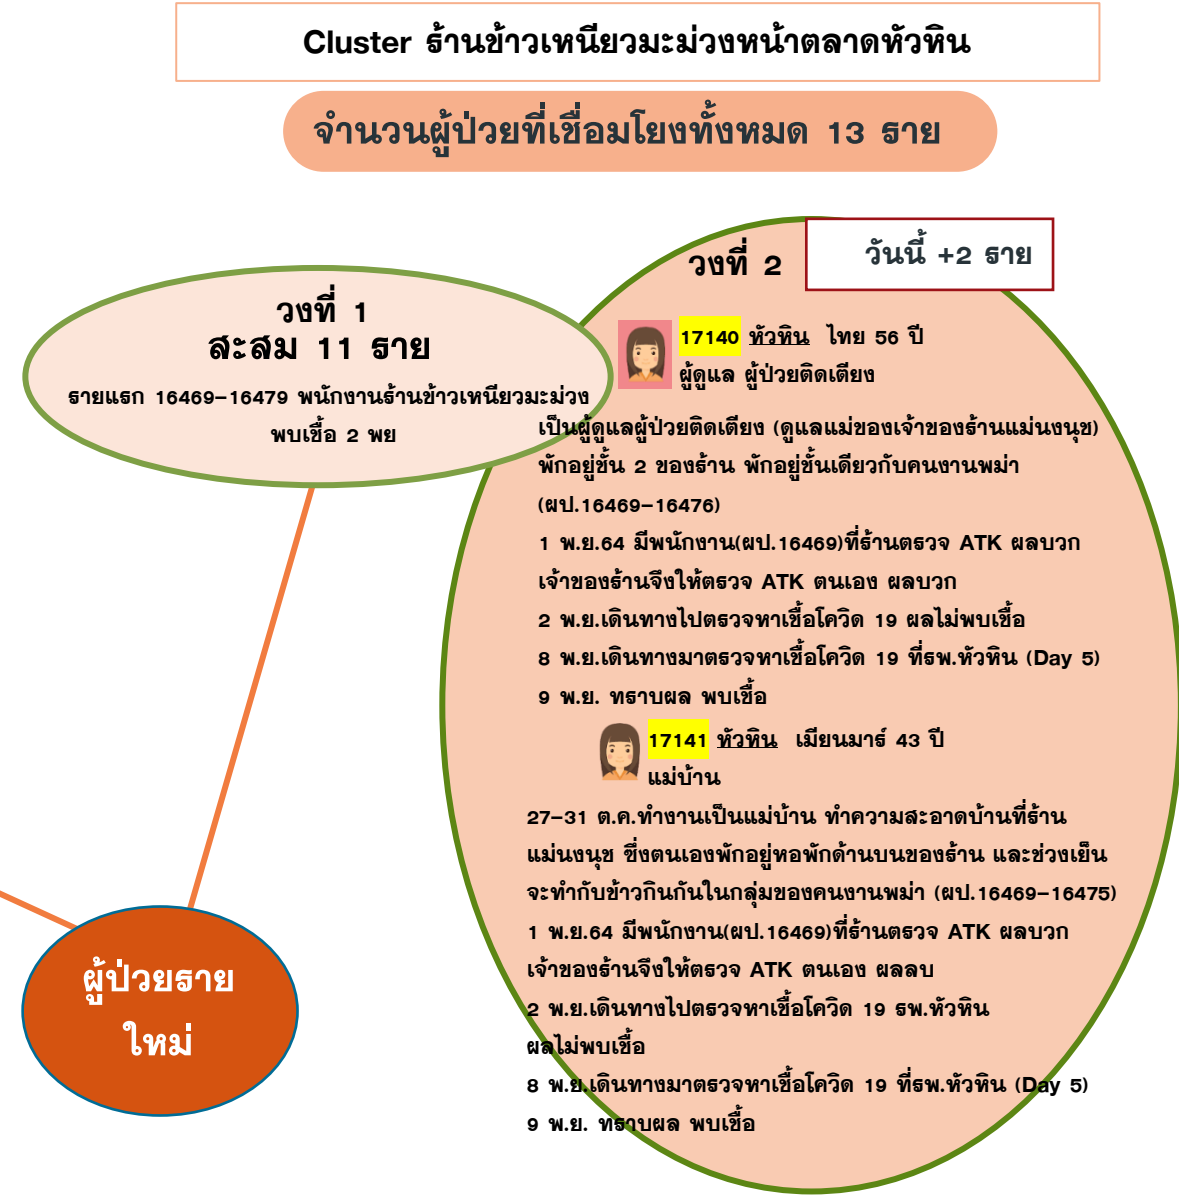 Cluster ร้านข้าวเหนียวมะม่วงหน้าตลาดหัวหิน
จำนวนผู้ป่วยที่เชื่อมโยงทั้งหมด 13 ราย
วงที่ 1
สะสม 11 ราย
รายแรก 16469-16479 พนักงานร้านข้าวเหนียวมะม่วง
พบเชื้อ 2 พย
วงที่ 2
วันนี้ +2 ราย
17140 หัวหิน ไทย 56 ปี
ผู้ดูแล ผู้ป่วยติดเตียง
เป็นผู้ดูแลผู้ป่วยติดเตียง (ดูแลแม่ของเจ้าของร้านแม่นงนุช)
พักอยู่ชั้น 2 ของร้าน พักอยู่ชั้นเดียวกับคนงานพม่า
(ผป.16469-16476)
1 พ.ย.64 มีพนักงาน(ผป.16469)ที่ร้านตรวจ ATK ผลบวก
เจ้าของร้านจึงให้ตรวจ ATK ตนเอง ผลบวก
2 พ.ย.เดินทางไปตรวจหาเชื้อโควิด 19 ผลไม่พบเชื้อ
8 พ.ย.เดินทางมาตรวจหาเชื้อโควิด 19 ที่รพ.หัวหิน (Day 5)
9 พ.ย. ทราบผล พบเชื้อ
17141 หัวหิน เมียนมาร์ 43 ปี
แม่บ้าน
27-31 ต.ค.ทำงานเป็นแม่บ้าน ทำความสะอาดบ้านที่ร้าน
แม่นงนุช ซึ่งตนเองพักอยู่หอพักด้านบนของร้าน และช่วงเย็น
จะทำกับข้าวกินกันในกลุ่มของคนงานพม่า (ผป.16469-16475)
1 พ.ย.64 มีพนักงาน(ผป.16469)ที่ร้านตรวจ ATK ผลบวก
เจ้าของร้านจึงให้ตรวจ ATK ตนเอง ผลลบ
2 พ.ย.เดินทางไปตรวจหาเชื้อโควิด 19 รพ.หัวหิน
ผลไม่พบเชื้อ
8 พ.ย.เดินทางมาตรวจหาเชื้อโควิด 19 ที่รพ.หัวหิน (Day 5)
9 พ.ย. ทราบผล พบเชื้อ
ผู้ป่วยราย
ใหม่